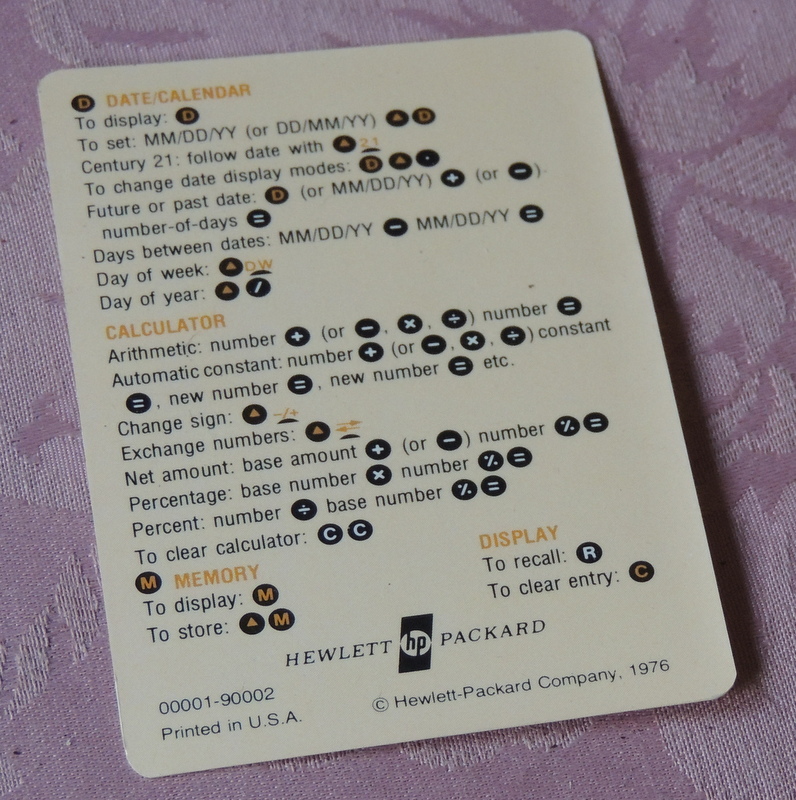 D DATE/CALENDAR
To display: D
To set: MM/DD/YY (or DD/MM/YY) ▲ D
Century 21: follow date with ▲ 21
To change date display modes: D ▲ •
Future or past date: D (or MM/DD/YY) + (or −)
number-of-days =
Days between dates: MM/DD/YY − MM/DD/YY =
Day of week: ▲ DW
Day of year: ▲ /
CALCULATOR
Arithmetic: number + (or −, ×, ÷) number =
Automatic constant: number + (or −, ×, ÷) constant
=, new number =, new number = etc.
Change sign: ▲ −/+
Exchange numbers: ▲ ⇄
Net amount: base amount + (or −) number % =
Percentage: base number × number % =
Percent: number ÷ base number % =
To clear calculator: C C
M MEMORY
To display: M
To store: ▲ M
DISPLAY
To recall: R
To clear entry: C
HEWLETT hp PACKARD
00001-90002
Printed in U.S.A.
© Hewlett-Packard Company, 1976